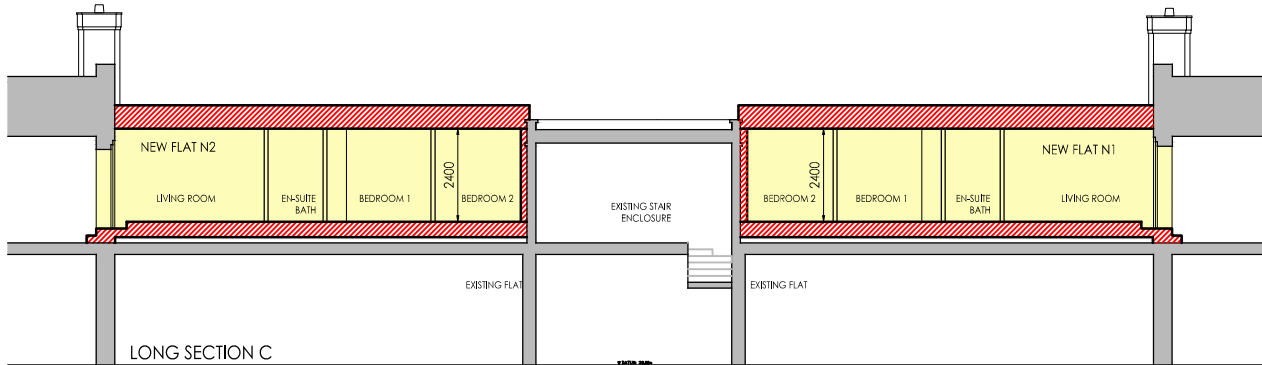 NEW FLAT N2
NEW FLAT N1
2400
2400
LIVING ROOM
EN-SUITE
BATH
BEDROOM 1
BEDROOM 2
EXISTING STAIR
ENCLOSURE
BEDROOM 2
BEDROOM 1
EN-SUITE
BATH
LIVING ROOM
EXISTING FLAT
EXISTING FLAT
LONG SECTION C